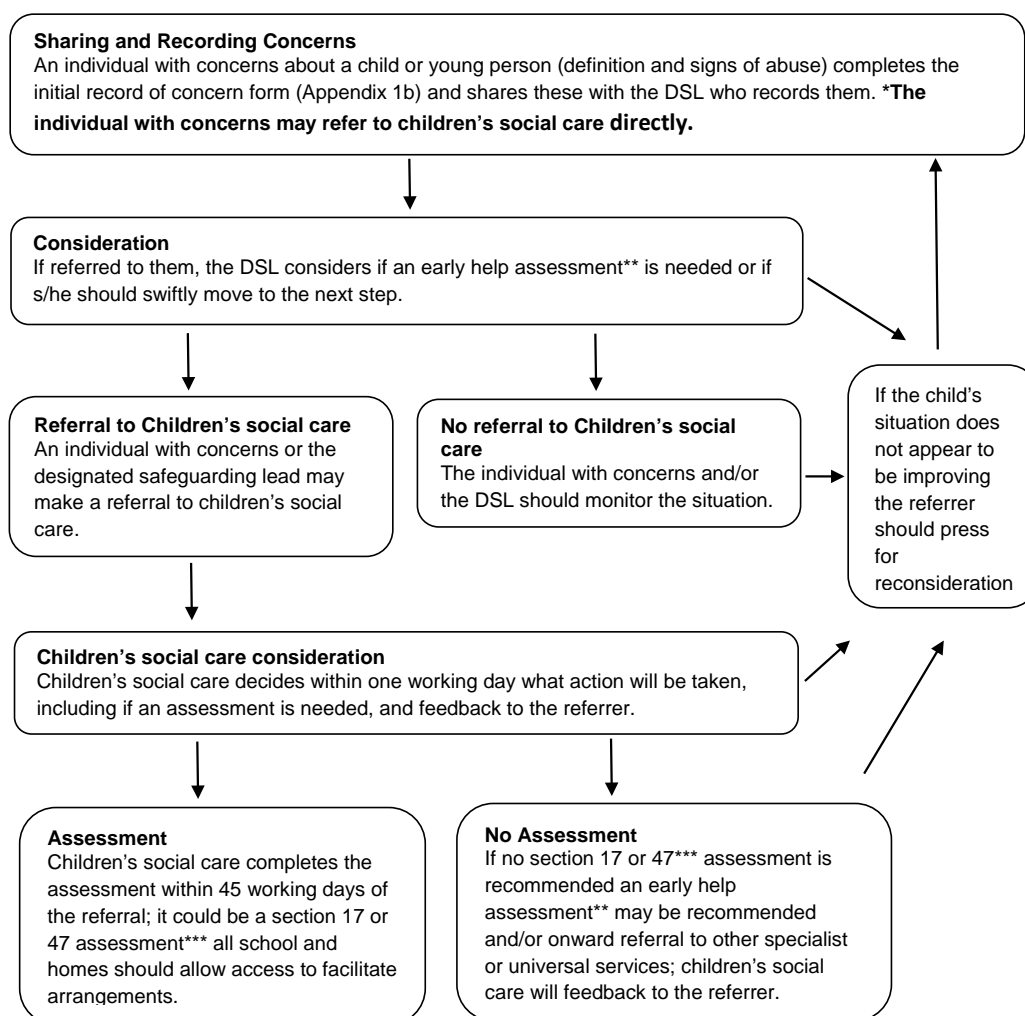 Sharing and Recording Concerns
An individual with concerns about a child or young person (definition and signs of abuse) completes the
initial record of concern form (Appendix 1b) and shares these with the DSL who records them. *The
individual with concerns may refer to children’s social care directly.
Consideration
If referred to them, the DSL considers if an early help assessment** is needed or if
s/he should swiftly move to the next step.
Referral to Children’s social care
An individual with concerns or the
designated safeguarding lead may
make a referral to children’s social
care.
No referral to Children’s social
care
The individual with concerns and/or
the DSL should monitor the situation.
If the child’s
situation does
not appear to
be improving
the referrer
should press
for
reconsideration
Children’s social care consideration
Children’s social care decides within one working day what action will be taken,
including if an assessment is needed, and feedback to the referrer.
Assessment
Children’s social care completes the
assessment within 45 working days
of the referral; it could be a section 17 or
47 assessment*** all school and
homes should allow access to facilitate
arrangements.
No Assessment
If no section 17 or 47*** assessment is
recommended an early help
assessment** may be recommended
and/or onward referral to other specialist
or universal services; children’s social
care will feedback to the referrer.